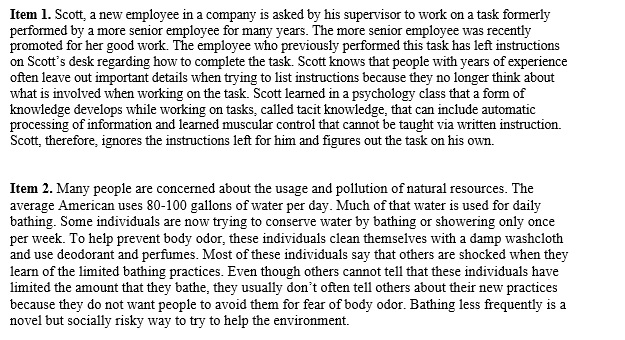 Item 1. Scott, a new employee in a company is asked by his supervisor to work on a task formerly
performed by a more senior employee for many years. The more senior employee was recently
promoted for her good work. The employee who previously performed this task has left instructions
on Scott's desk regarding how to complete the task. Scott knows that people with years of experience
often leave out important details when trying to list instructions because they no longer think about
what is involved when working on the task. Scott learned in a psychology class that a form of
knowledge develops while working on tasks, called tacit knowledge, that can include automatic
processing of information and learned muscular control that cannot be taught via written instruction.
Scott, therefore, ignores the instructions left for him and figures out the task on his own.
Item 2. Many people are concerned about the usage and pollution of natural resources. The
average American uses 80-100 gallons of water per day. Much of that water is used for daily
bathing. Some individuals are now trying to conserve water by bathing or showering only once
per week. To help prevent body odor, these individuals clean themselves with a damp washcloth
and use deodorant and perfumes. Most of these individuals say that others are shocked when they
learn of the limited bathing practices. Even though others cannot tell that these individuals have
limited the amount that they bathe, they usually don't often tell others about their new practices
because they do not want people to avoid them for fear of body odor. Bathing less frequently is a
novel but socially risky way to try to help the environment.